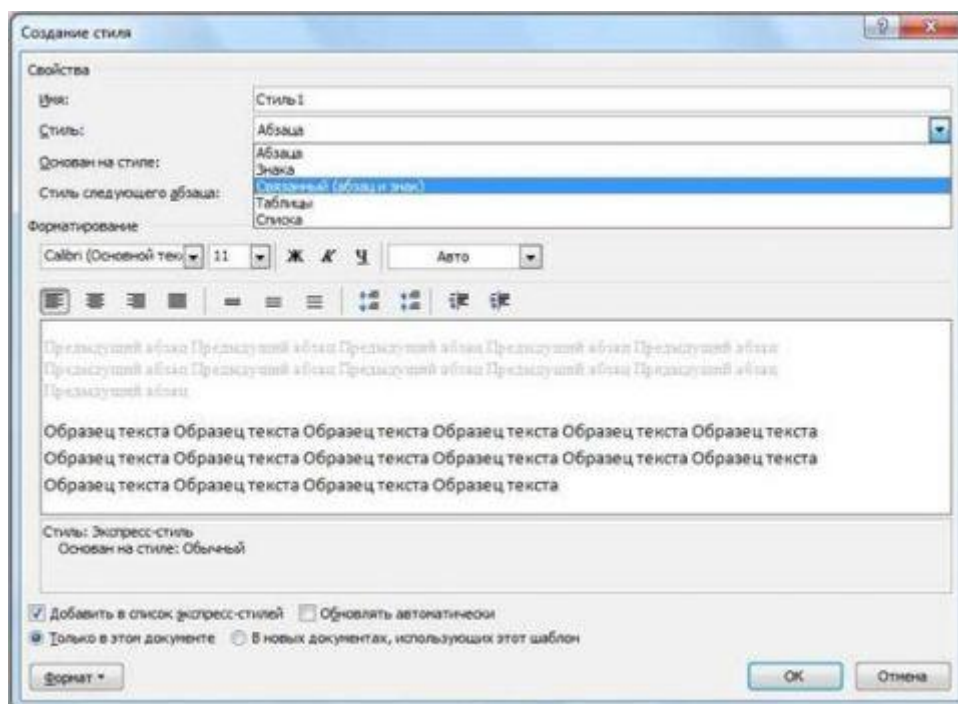 Создание стиля
Свойства
Имя: Стиль1
Стиль: Абзаца
Абзаца
Основан на стиле:
Знака
Связанный (абзац и знак)
Стиль следующего абзаца:
Таблицы
Списка
Форматирование
Calibri (Основной тек 11 Ж К Ч Авто
Предыдущий абзац Предыдущий абзац Предыдущий абзац Предыдущий абзац Предыдущий абзац
Предыдущий абзац Предыдущий абзац Предыдущий абзац Предыдущий абзац Предыдущий абзац
Предыдущий абзац
Образец текста Образец текста Образец текста Образец текста Образец текста Образец текста
Образец текста Образец текста Образец текста Образец текста Образец текста Образец текста
Образец текста Образец текста Образец текста Образец текста
Стиль: Экспресс-стиль
Основан на стиле: Обычный
Добавить в список экспресс-стилей Обновлять автоматически
Только в этом документе В новых документах, использующих этот шаблон
Формат ОК Отмена